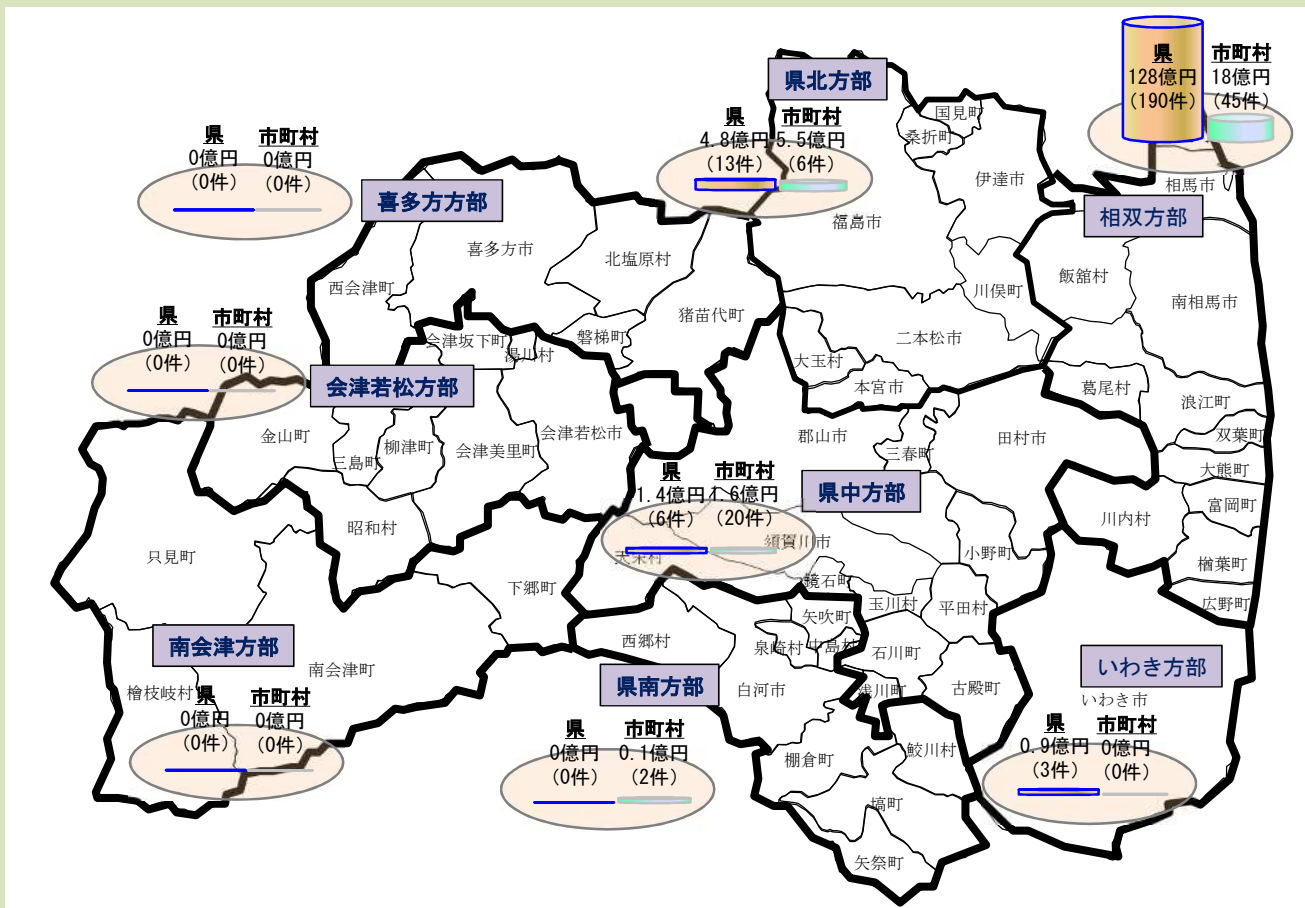 県
128億円
(190件)
市町村
18億円
(45件)
県北方部
県
4.8億円
(13件)
市町村
5.5億円
(6件)
国見町
桑折町
伊達市
福島市
川俣町
二本松市
大玉村
本宮市
相馬市
相双方部
飯舘村
南相馬市
葛尾村
浪江町
双葉町
大熊町
富岡町
川内村
楢葉町
広野町
県
0億円
(0件)
市町村
0億円
(0件)
喜多方方部
喜多方市
北塩原村
西会津町
磐梯町
猪苗代町
県
0億円
(0件)
市町村
0億円
(0件)
会津坂下町
湯川村
会津若松方部
金山町
三島町
柳津町
会津美里町
会津若松市
昭和村
郡山市
三春町
田村市
県中方部
県
1.4億円
(6件)
市町村
1.6億円
(20件)
須賀川市
天栄村
鏡石町
小野町
玉川村
平田村
石川町
古殿町
浅川町
只見町
下郷町
南会津方部
南会津町
檜枝岐村
県
0億円
(0件)
市町村
0億円
(0件)
西郷村
矢吹町
泉崎村
中島村
県南方部
白河市
県
0億円
(0件)
市町村
0.1億円
(2件)
棚倉町
鮫川村
塙町
矢祭町
いわき方部
いわき市
県
0.9億円
(3件)
市町村
0億円
(0件)